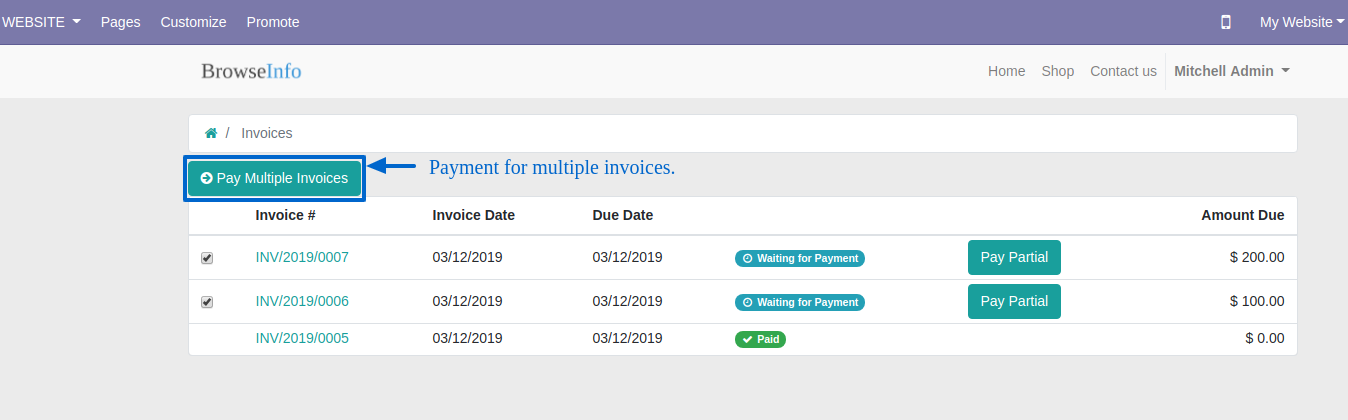 WEBSITE Pages Customize Promote My Website
BrowseInfo Home Shop Contact us Mitchell Admin
/ Invoices
Pay Multiple Invoices Payment for multiple invoices.
Invoice # Invoice Date Due Date Amount Due
INV/2019/0007 03/12/2019 03/12/2019 Waiting for Payment Pay Partial $ 200.00
INV/2019/0006 03/12/2019 03/12/2019 Waiting for Payment Pay Partial $ 100.00
INV/2019/0005 03/12/2019 03/12/2019 Paid $ 0.00